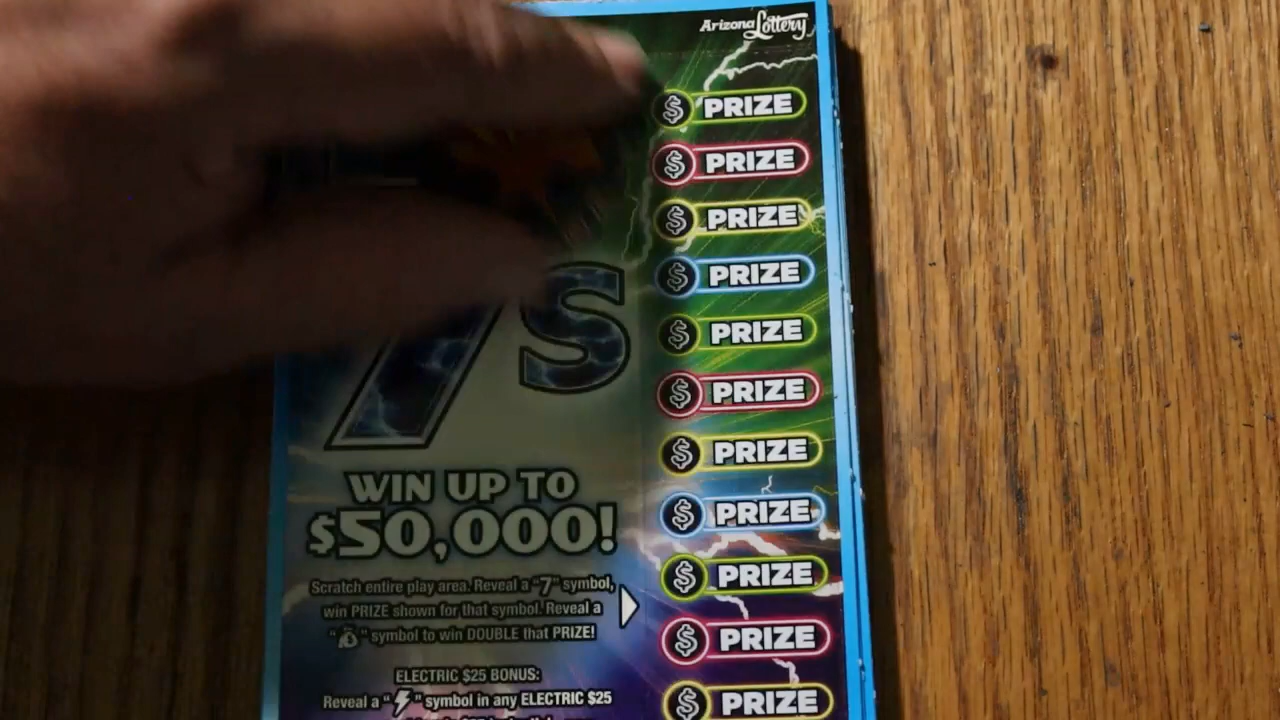 Arizona Lottery
$ PRIZE
$ PRIZE
$ PRIZE
$ PRIZE
$ PRIZE
$ PRIZE
$ PRIZE
$ PRIZE
$ PRIZE
$ PRIZE
$ PRIZE
7s
WIN UP TO
$50,000!
Scratch entire play area. Reveal a "7" symbol,
win PRIZE shown for that symbol. Reveal a
" " symbol to win DOUBLE that PRIZE!
ELECTRIC $25 BONUS:
Reveal a " " symbol in any ELECTRIC $25